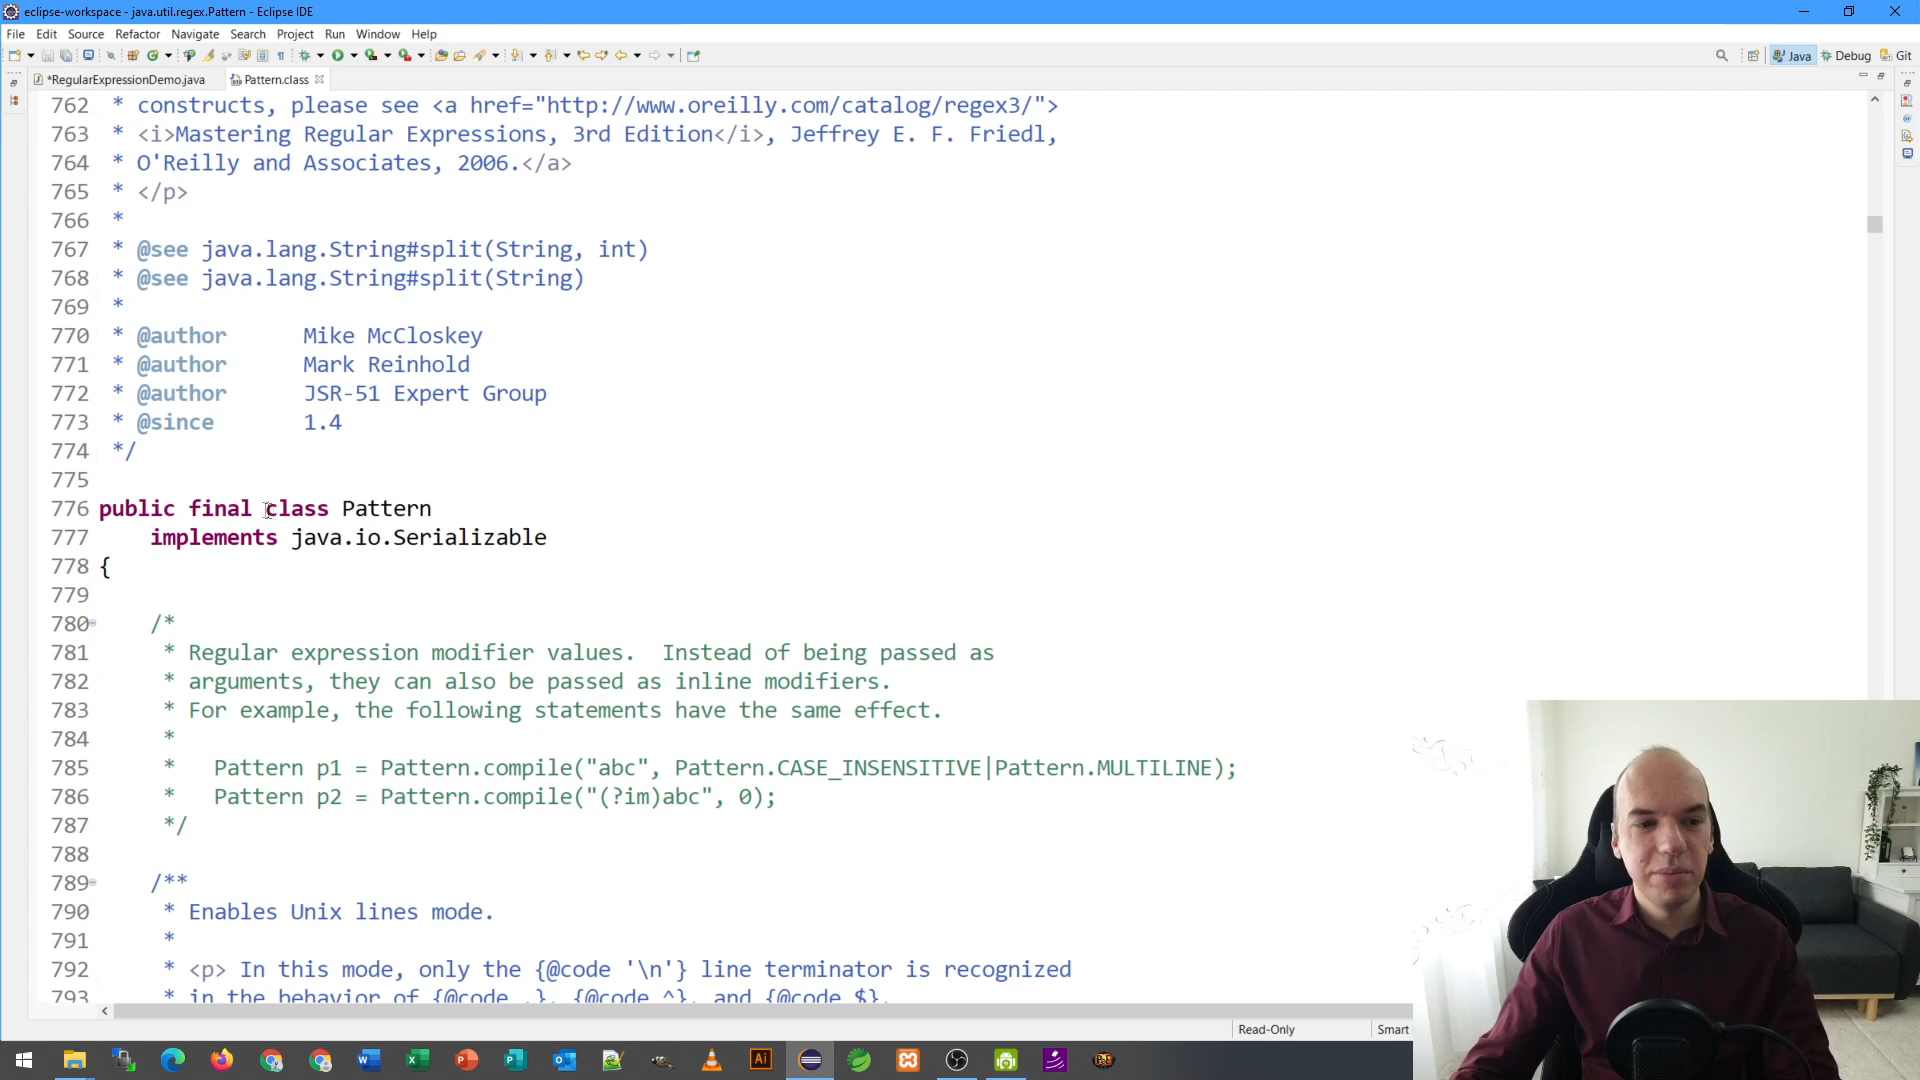 eclipse-workspace - java.util.regex.Pattern - Eclipse IDE
File Edit Source Refactor Navigate Search Project Run Window Help
Java Debug Git
*RegularExpressionDemo.java Pattern.class
762 * constructs, please see <a href="http://www.oreilly.com/catalog/regex3/">
763 * <i>Mastering Regular Expressions, 3rd Edition</i>, Jeffrey E. F. Friedl,
764 * O'Reilly and Associates, 2006.</a>
765 * </p>
766 *
767 * @see java.lang.String#split(String, int)
768 * @see java.lang.String#split(String)
769 *
770 * @author Mike McCloskey
771 * @author Mark Reinhold
772 * @author JSR-51 Expert Group
773 * @since 1.4
774 */
775
776 public final class Pattern
777 implements java.io.Serializable
778 {
779
780 /*
781 * Regular expression modifier values. Instead of being passed as
782 * arguments, they can also be passed as inline modifiers.
783 * For example, the following statements have the same effect.
784 *
785 * Pattern p1 = Pattern.compile("abc", Pattern.CASE_INSENSITIVE|Pattern.MULTILINE);
786 * Pattern p2 = Pattern.compile("(?im)abc", 0);
787 */
788
789 /**
790 * Enables Unix lines mode.
791 *
792 * <p> In this mode, only the {@code '\n'} line terminator is recognized
793 * in the behavior of {@code .}, {@code ^}, and {@code $}.
Read-Only Smart